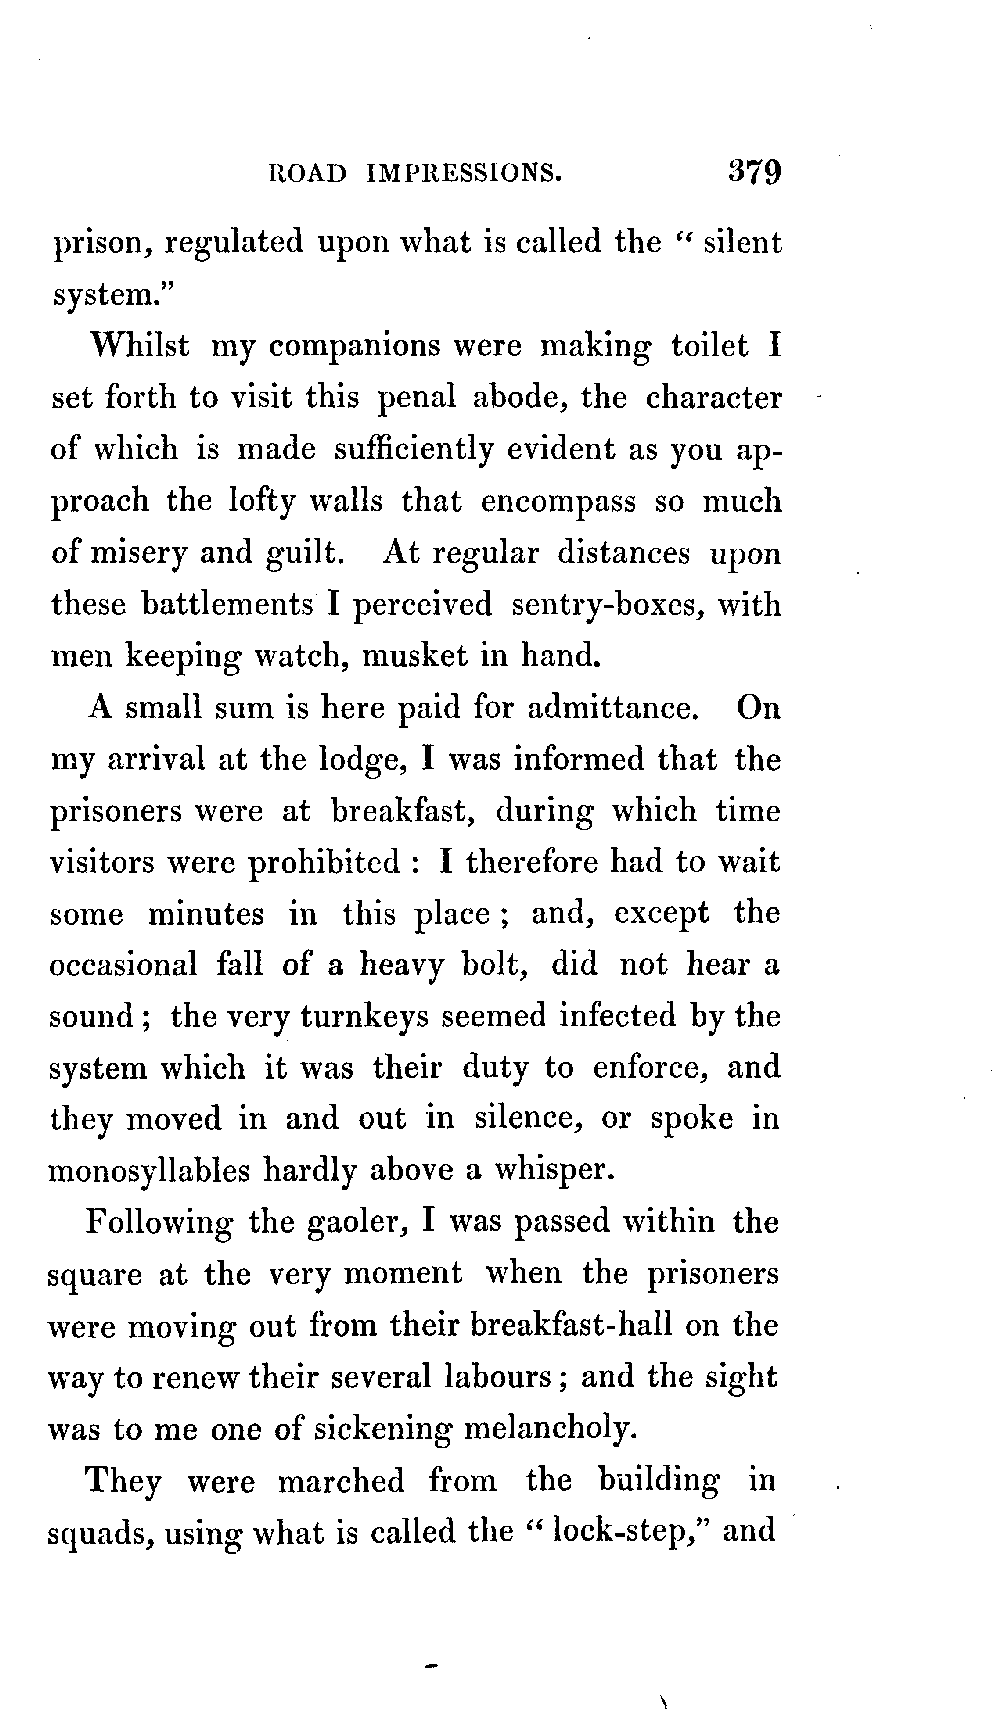 ROAD IMPRESSIONS. 379
prison, regulated upon what is called the “ silent
system.”
Whilst my companions were making toilet I
set forth to visit this penal abode, the character
of which is made sufficiently evident as you ap-
proach the lofty walls that encompass so much
of misery and guilt. At regular distances upon
these battlements I perceived sentry-boxes, with
men keeping watch, musket in hand.
A small sum is here paid for admittance. On
my arrival at the lodge, I was informed that the
prisoners were at breakfast, during which time
visitors were prohibited : I therefore had to wait
some minutes in this place ; and, except the
occasional fall of a heavy bolt, did not hear a
sound ; the very turnkeys seemed infected by the
system which it was their duty to enforce, and
they moved in and out in silence, or spoke in
monosyllables hardly above a whisper.
Following the gaoler, I was passed within the
square at the very moment when the prisoners
were moving out from their breakfast-hall on the
way to renew their several labours ; and the sight
was to me one of sickening melancholy.
They were marched from the building in
squads, using what is called the “ lock-step,” and